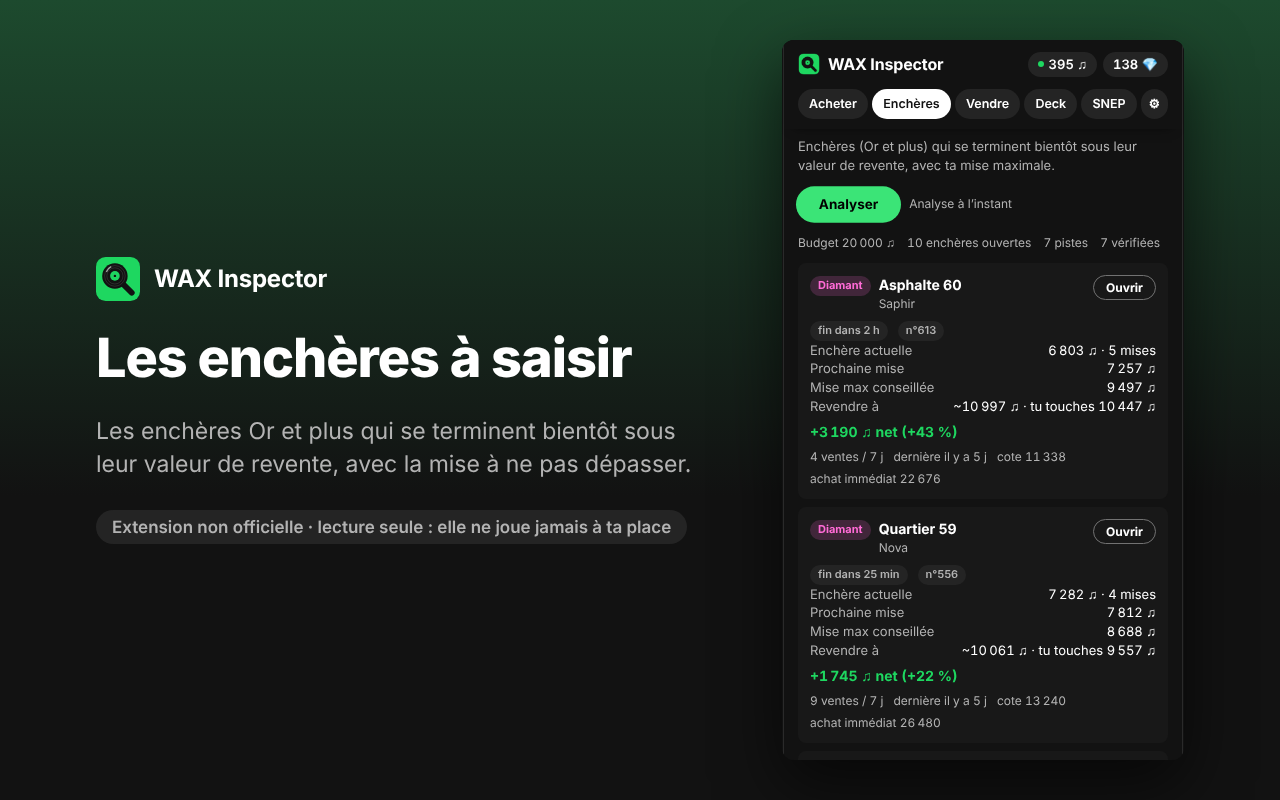 WAX Inspector
Les enchères à saisir
Les enchères Or et plus qui se terminent bientôt sous
leur valeur de revente, avec la mise à ne pas dépasser.
Extension non officielle · lecture seule : elle ne joue jamais à ta place
WAX Inspector
395 ♫
138 💎
Acheter
Enchères
Vendre
Deck
SNEP
⚙
Enchères (Or et plus) qui se terminent bientôt sous leur
valeur de revente, avec ta mise maximale.
Analyser
Analyse à l'instant
Budget 20 000 ♫ 10 enchères ouvertes 7 pistes 7 vérifiées
Diamant Asphalte 60 Ouvrir
Saphir
fin dans 2 h n°613
Enchère actuelle 6 803 ♫ · 5 mises
Prochaine mise 7 257 ♫
Mise max conseillée 9 497 ♫
Revendre à ~10 997 ♫ · tu touches 10 447 ♫
+3 190 ♫ net (+43 %)
4 ventes / 7 j dernière il y a 5 j cote 11 338
achat immédiat 22 676
Diamant Quartier 59 Ouvrir
Nova
fin dans 25 min n°556
Enchère actuelle 7 282 ♫ · 4 mises
Prochaine mise 7 812 ♫
Mise max conseillée 8 688 ♫
Revendre à ~10 061 ♫ · tu touches 9 557 ♫
+1 745 ♫ net (+22 %)
9 ventes / 7 j dernière il y a 5 j cote 13 240
achat immédiat 26 480